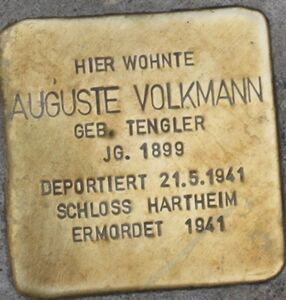 HIER WOHNTE
AUGUSTE VOLKMANN
GEB. TENGLER
JG. 1899
DEPORTIERT 21.5.1941
SCHLOSS HARTHEIM
ERMORDET 1941